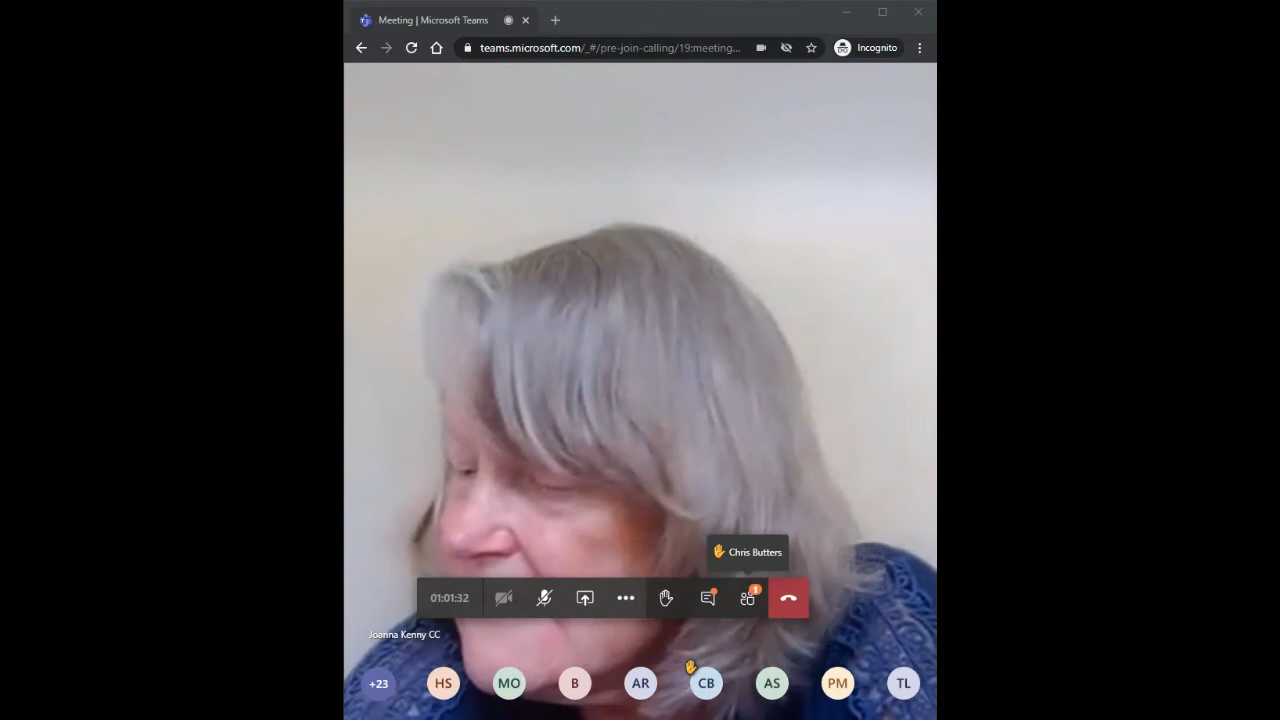 Meeting | Microsoft Teams
teams.microsoft.com/_#/pre-join-calling/19:meeting...
Incognito
Chris Butters
01:01:32
1
Joanna Kenny CC
+23
HS
MO
B
AR
CB
AS
PM
TL